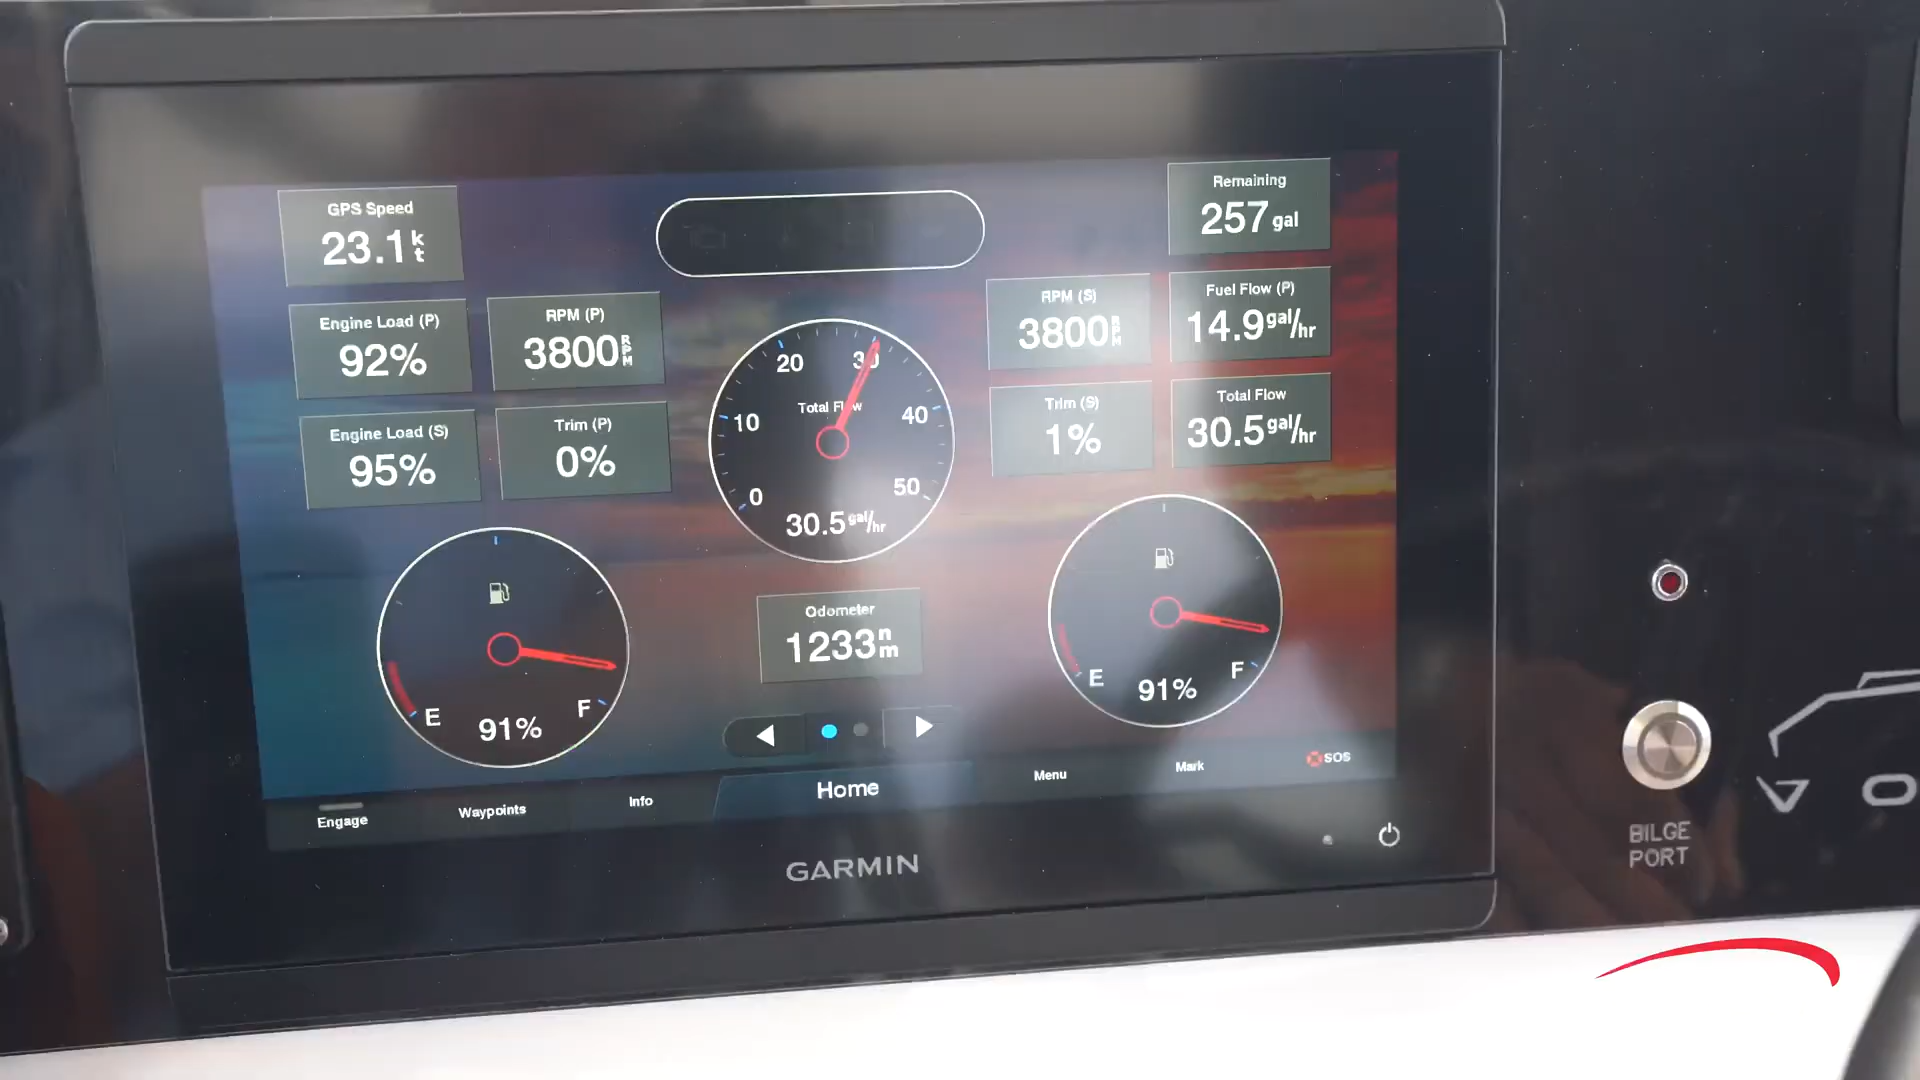 GPS Speed
23.1 kt
Remaining
257 gal
Engine Load (P)
92%
RPM (P)
3800 RPM
RPM (S)
3800 RPM
Fuel Flow (P)
14.9 gal/hr
Engine Load (S)
95%
Trim (P)
0%
Trim (S)
1%
Total Flow
30.5 gal/hr
0
10
20
30
40
50
Total Flow
30.5 gal/hr
E
F
91%
Odometer
1233 nm
E
F
91%
Engage
Waypoints
Info
Home
Menu
Mark
SOS
GARMIN
BILGE
PORT